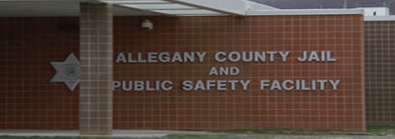 ALLEGANY COUNTY JAIL
AND
PUBLIC SAFETY FACILITY